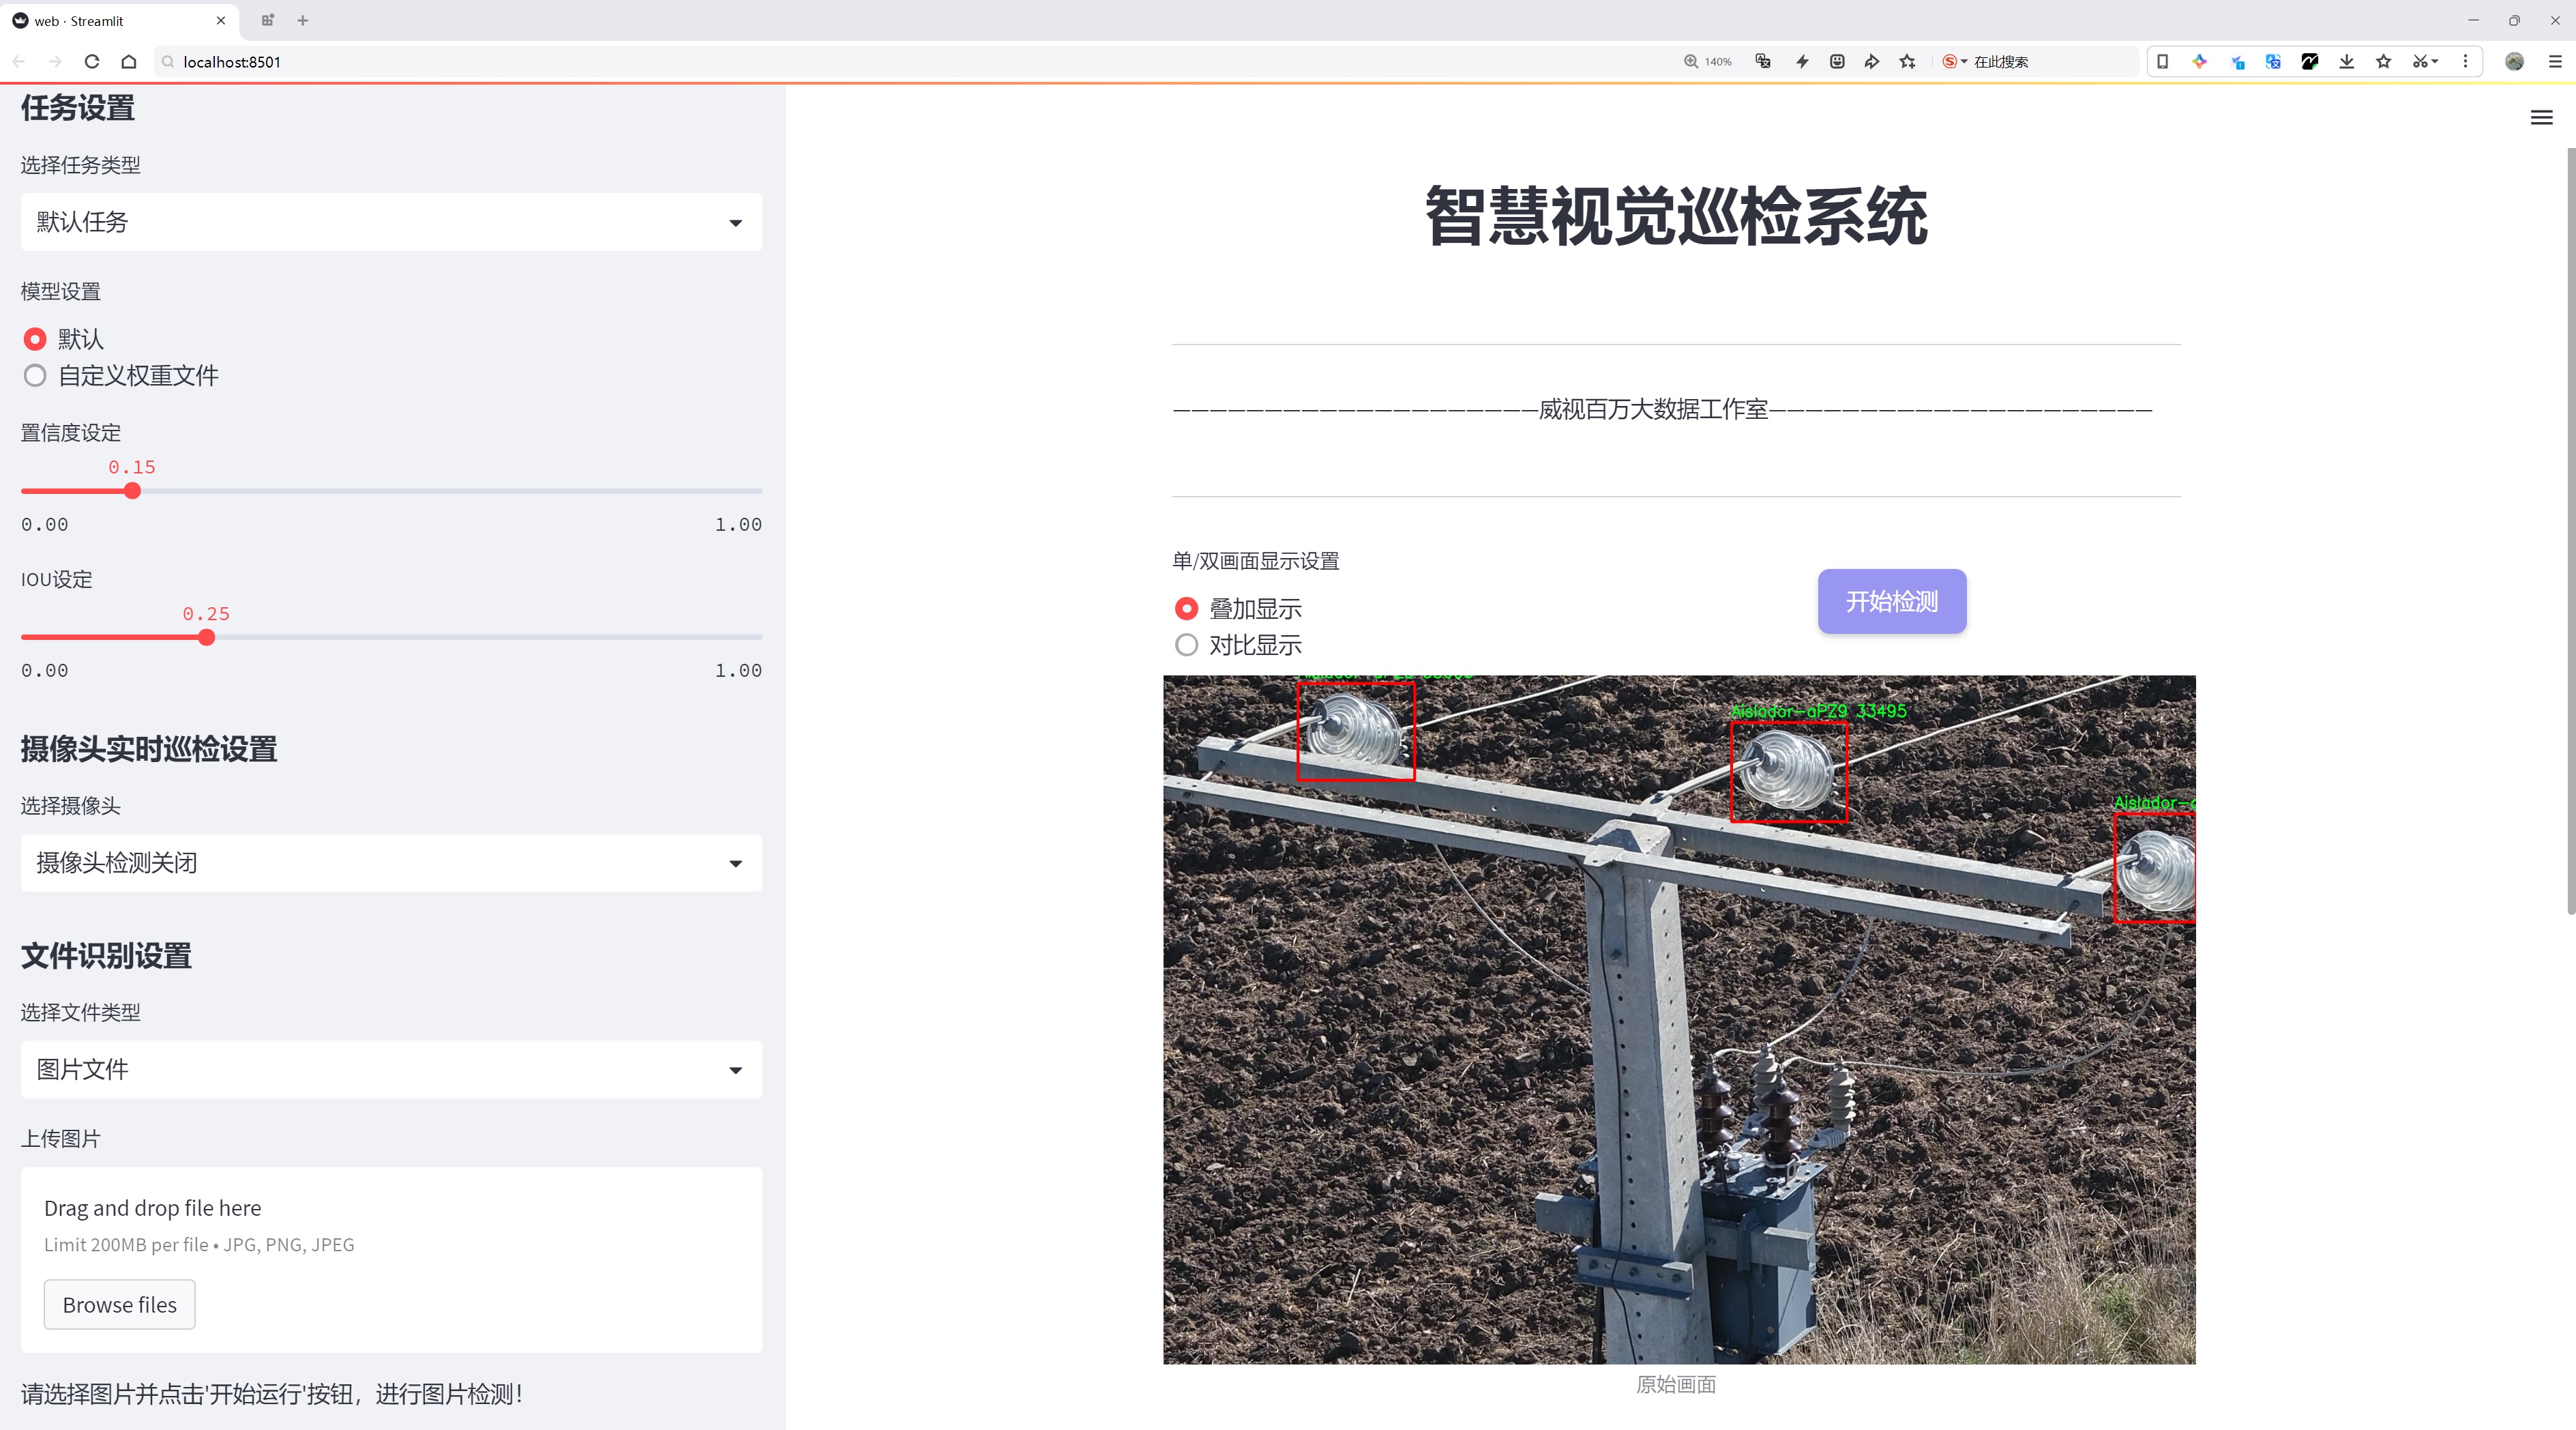 web · Streamlit
localhost:8501
140%
在此搜索
任务设置
选择任务类型
默认任务
模型设置
默认
自定义权重文件
置信度设定
0.15
0.00 1.00
IOU设定
0.25
0.00 1.00
摄像头实时巡检设置
选择摄像头
摄像头检测关闭
文件识别设置
选择文件类型
图片文件
上传图片
Drag and drop file here
Limit 200MB per file • JPG, PNG, JPEG
Browse files
请选择图片并点击'开始运行'按钮，进行图片检测！
智慧视觉巡检系统
————————————————————威视百万大数据工作室—————————————————————
单/双画面显示设置
叠加显示
对比显示
开始检测
Aislador-aPZ9 33495
原始画面